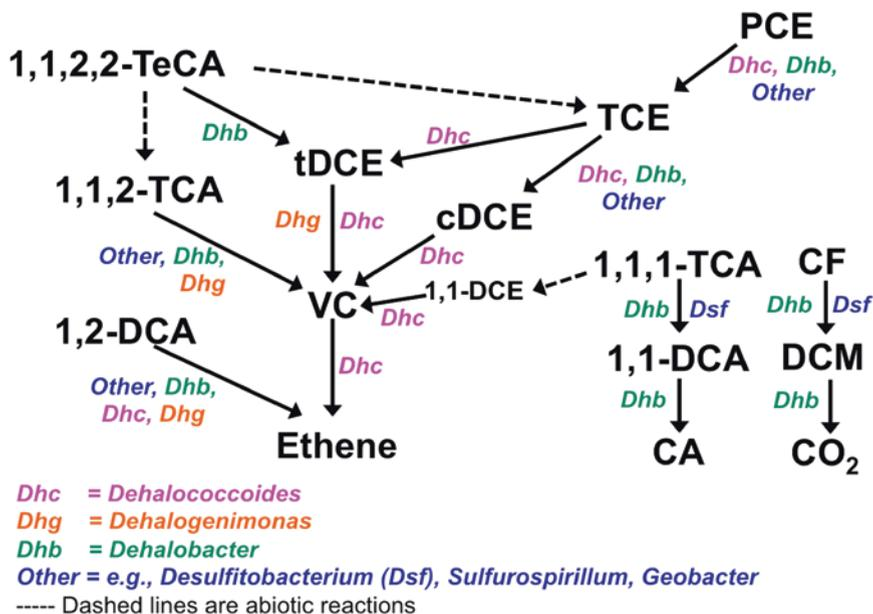 PCE
1,1,2,2-TeCA
Dhc, Dhb,
Other
TCE
Dhb
Dhc
tDCE
Dhc, Dhb,
Other
1,1,2-TCA
Dhg Dhc
cDCE
Other, Dhb,
Dhg
Dhc
1,1,1-TCA
CF
1,1-DCE
VC
Dhc
Dhb Dsf
Dhb Dsf
1,2-DCA
1,1-DCA
DCM
Dhc
Other, Dhb,
Dhc, Dhg
Dhb
Dhb
Ethene
CA
CO2
Dhc = Dehalococcoides
Dhg = Dehalogenimonas
Dhb = Dehalobacter
Other = e.g., Desulfitobacterium (Dsf), Sulfurospirillum, Geobacter
----- Dashed lines are abiotic reactions